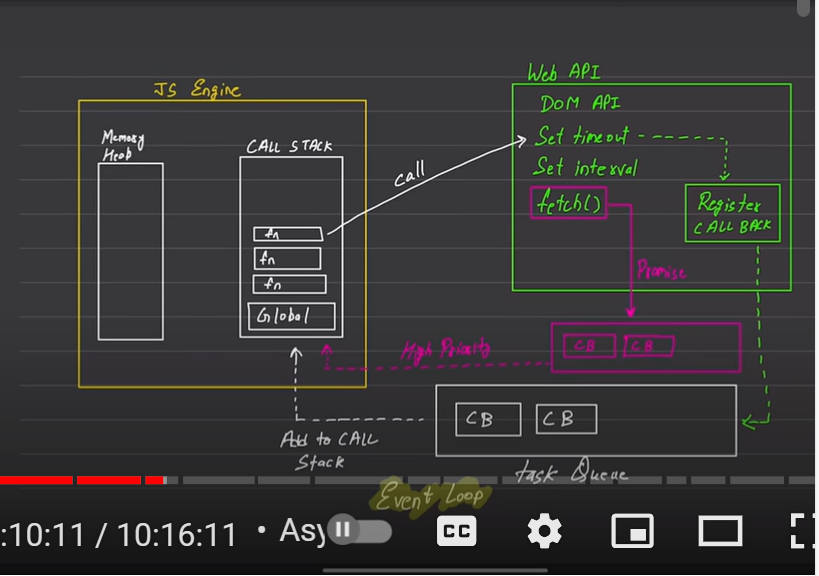 Web API
JS Engine
DOM API
Memory
Heap
CALL STACK
Set timeout
call
Set interval
fetch()
Register
CALL BACK
fn
fn
fn
Global
Promise
High Priority
CB
CB
CB
CB
Add to CALL
Stack
task Queue
Event Loop
:10:11 / 10:16:11 • Asy
CC